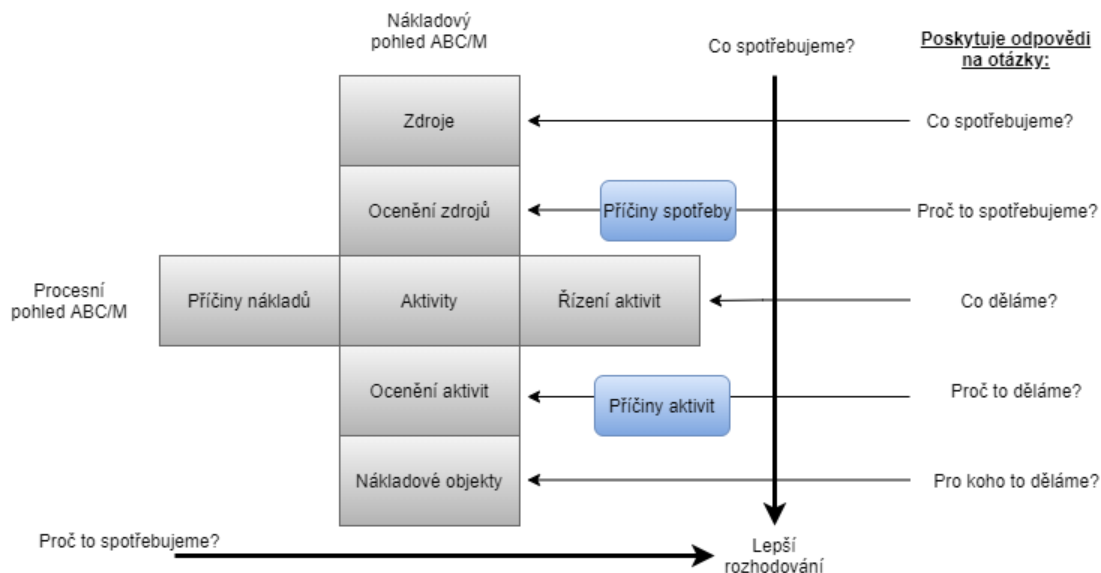 Nákladový
pohled ABC/M
Co spotřebujeme?
Poskytuje odpovědi
na otázky:
Zdroje
Co spotřebujeme?
Ocenění zdrojů
Příčiny spotřeby
Proč to spotřebujeme?
Procesní
pohled ABC/M
Příčiny nákladů
Aktivity
Řízení aktivit
Co děláme?
Ocenění aktivit
Příčiny aktivit
Proč to děláme?
Nákladové objekty
Pro koho to děláme?
Proč to spotřebujeme?
Lepší
rozhodování